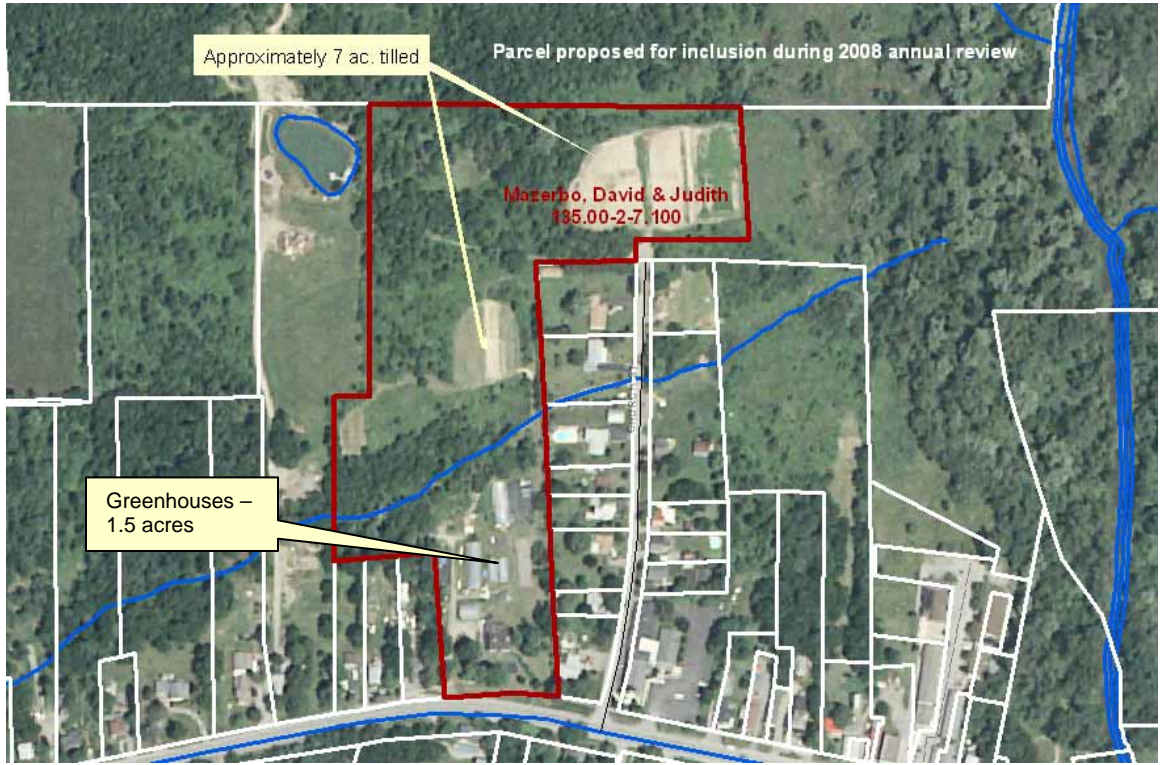 Approximately 7 ac. tilled
Parcel proposed for inclusion during 2008 annual review
Mazerbo, David & Judith
135.00-2-7.100
Greenhouses –
1.5 acres